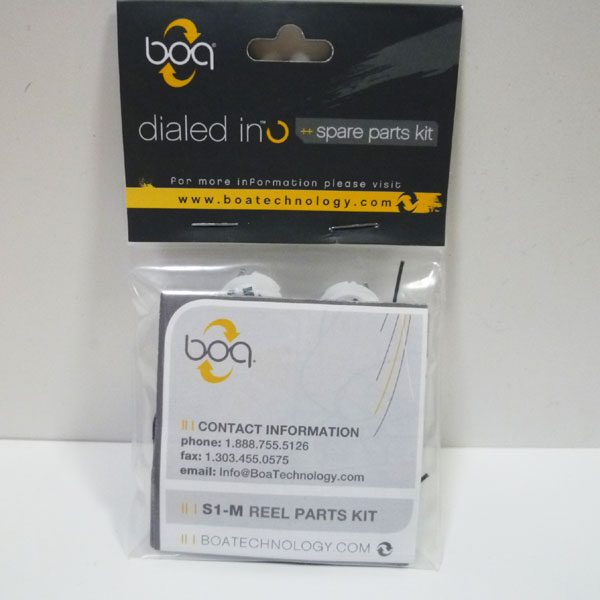 boa
dialed in™ ++ spare parts kit
For more information please visit
www.boatechnology.com
boa
CONTACT INFORMATION
phone: 1.888.755.5126
fax: 1.303.455.0575
email: Info@BoaTechnology.com
S1-M REEL PARTS KIT
BOATECHNOLOGY.COM